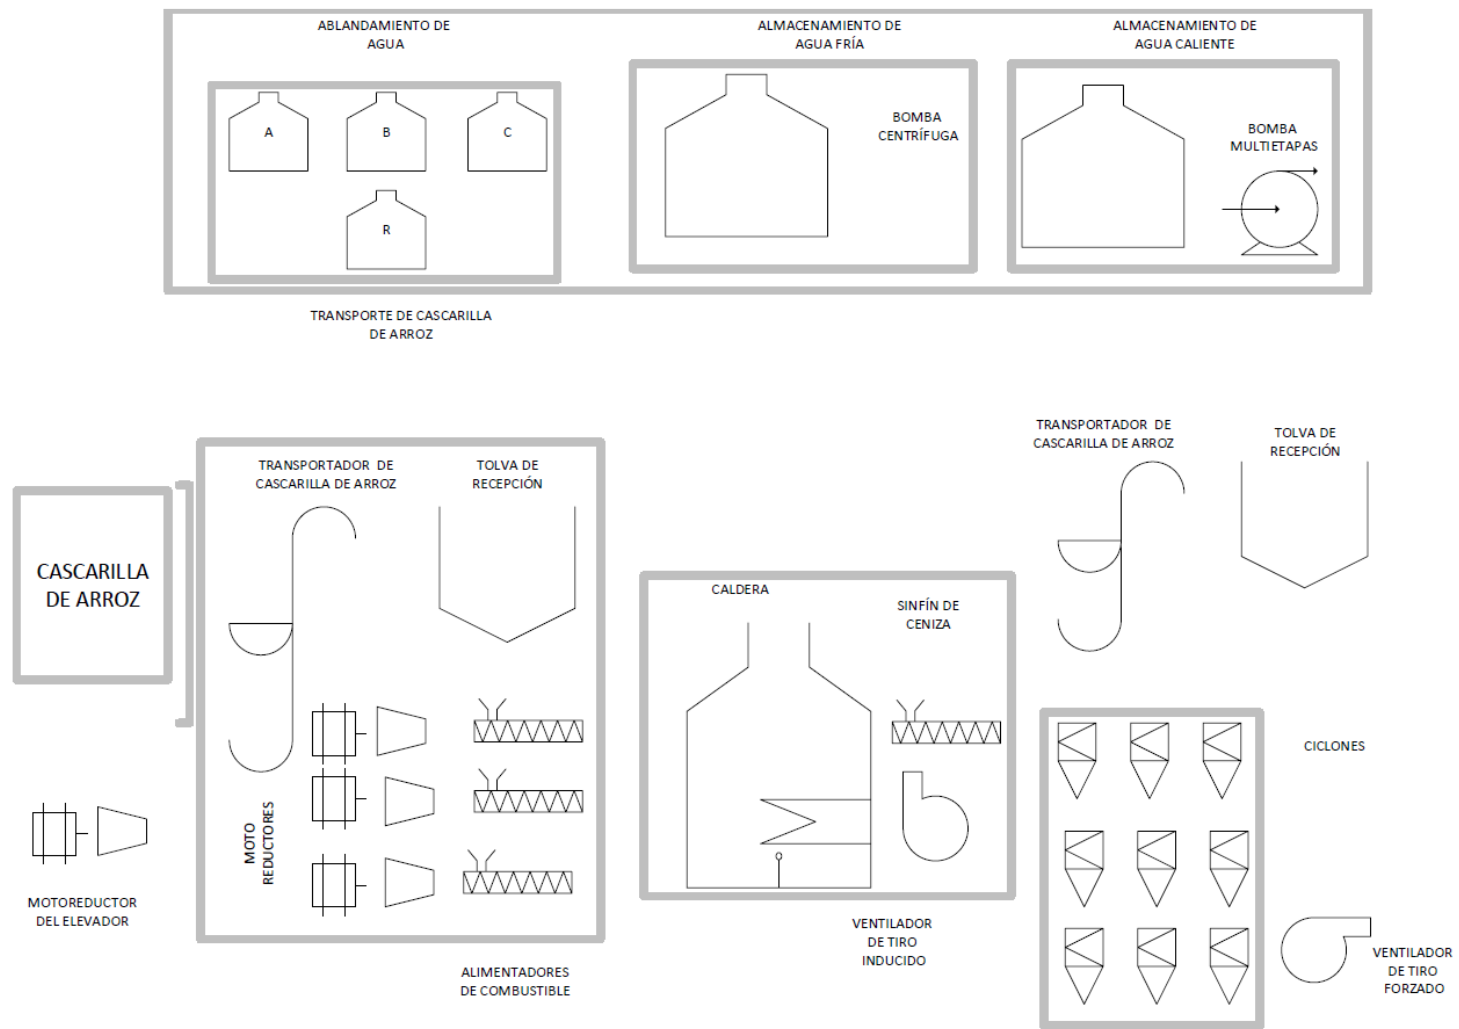 ABLANDAMIENTO DE
AGUA
ALMACENAMIENTO DE
AGUA FRÍA
ALMACENAMIENTO DE
AGUA CALIENTE
A
B
C
R
BOMBA
CENTRÍFUGA
BOMBA
MULTIETAPAS
TRANSPORTE DE CASCARILLA
DE ARROZ
CASCARILLA
DE ARROZ
TRANSPORTADOR DE
CASCARILLA DE ARROZ
TOLVA DE
RECEPCIÓN
MOTO
REDUCTORES
MOTOREDUCTOR
DEL ELEVADOR
ALIMENTADORES
DE COMBUSTIBLE
CALDERA
SINFÍN DE
CENIZA
VENTILADOR
DE TIRO
INDUCIDO
TRANSPORTADOR DE
CASCARILLA DE ARROZ
TOLVA DE
RECEPCIÓN
CICLONES
VENTILADOR
DE TIRO
FORZADO